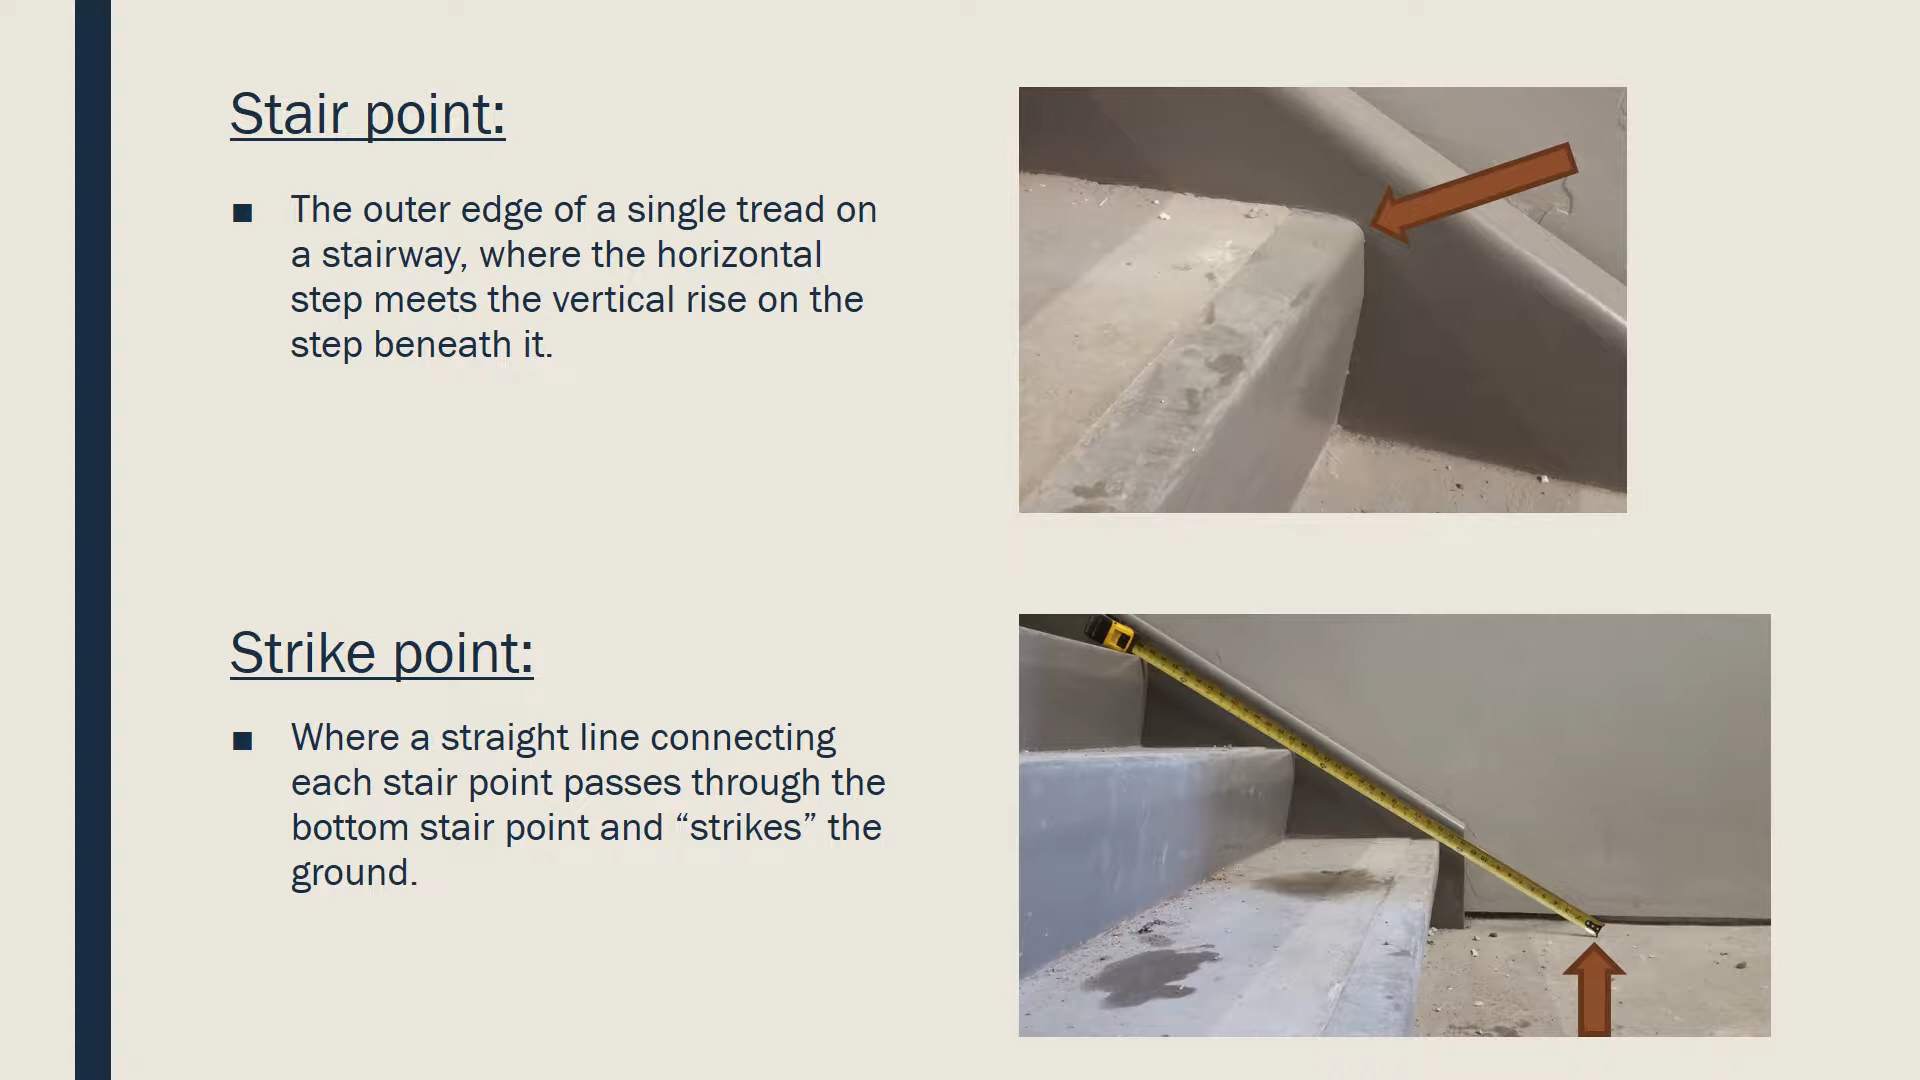 Stair point:
■ The outer edge of a single tread on
a stairway, where the horizontal
step meets the vertical rise on the
step beneath it.
Strike point:
■ Where a straight line connecting
each stair point passes through the
bottom stair point and “strikes” the
ground.